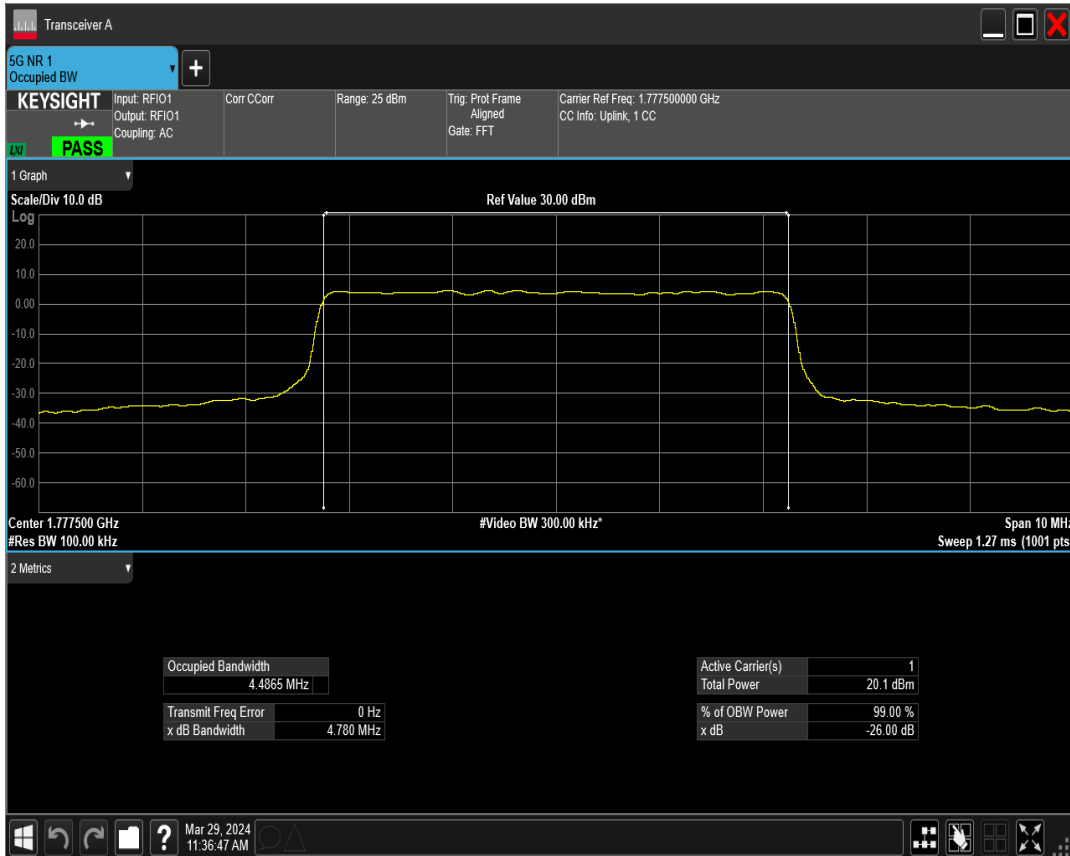 Transceiver A
5G NR 1
Occupied BW
KEYSIGHT
LXI
PASS
Input: RFIO1
Output: RFIO1
Coupling: AC
Corr CCorr
Range: 25 dBm
Trig: Prot Frame
Aligned
Gate: FFT
Carrier Ref Freq: 1.777500000 GHz
CC Info: Uplink, 1 CC
1 Graph
Scale/Div 10.0 dB
Ref Value 30.00 dBm
Log
20.0
10.0
0.00
-10.0
-20.0
-30.0
-40.0
-50.0
-60.0
Center 1.777500 GHz
#Video BW 300.00 kHz*
Span 10 MHz
#Res BW 100.00 kHz
Sweep 1.27 ms (1001 pts
2 Metrics
Occupied Bandwidth
4.4865 MHz
Transmit Freq Error 0 Hz
x dB Bandwidth 4.780 MHz
Active Carrier(s) 1
Total Power 20.1 dBm
% of OBW Power 99.00 %
x dB -26.00 dB
Mar 29, 2024
11:36:47 AM